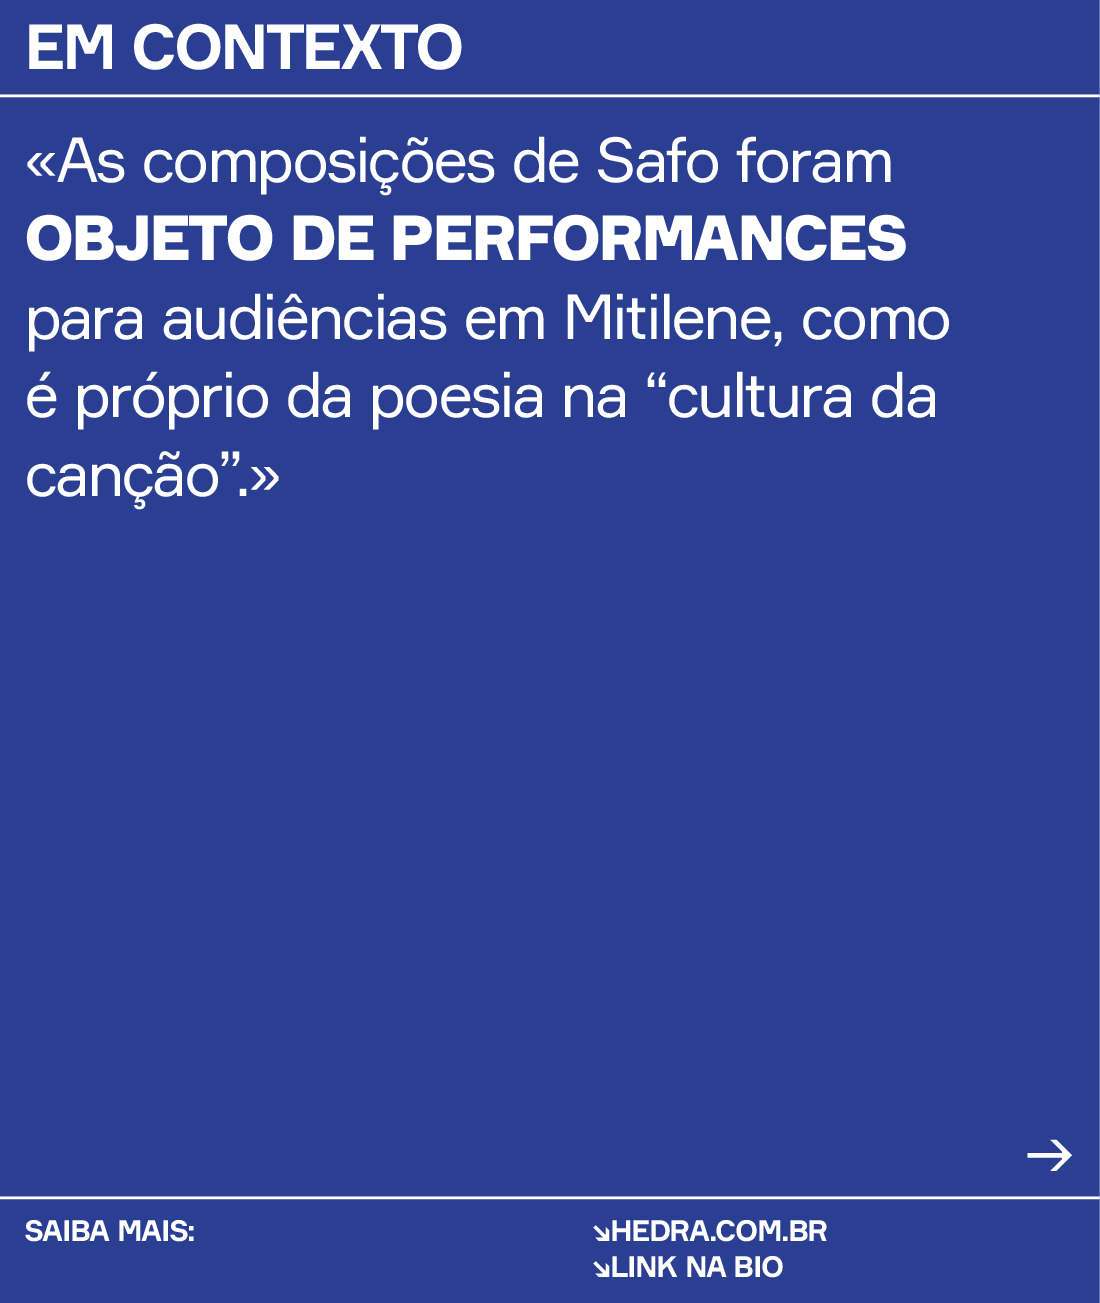 EM CONTEXTO
«As composições de Safo foram
OBJETO DE PERFORMANCES
para audiências em Mitilene, como
é próprio da poesia na “cultura da
canção”.»
→
SAIBA MAIS:
↘HEDRA.COM.BR
↘LINK NA BIO